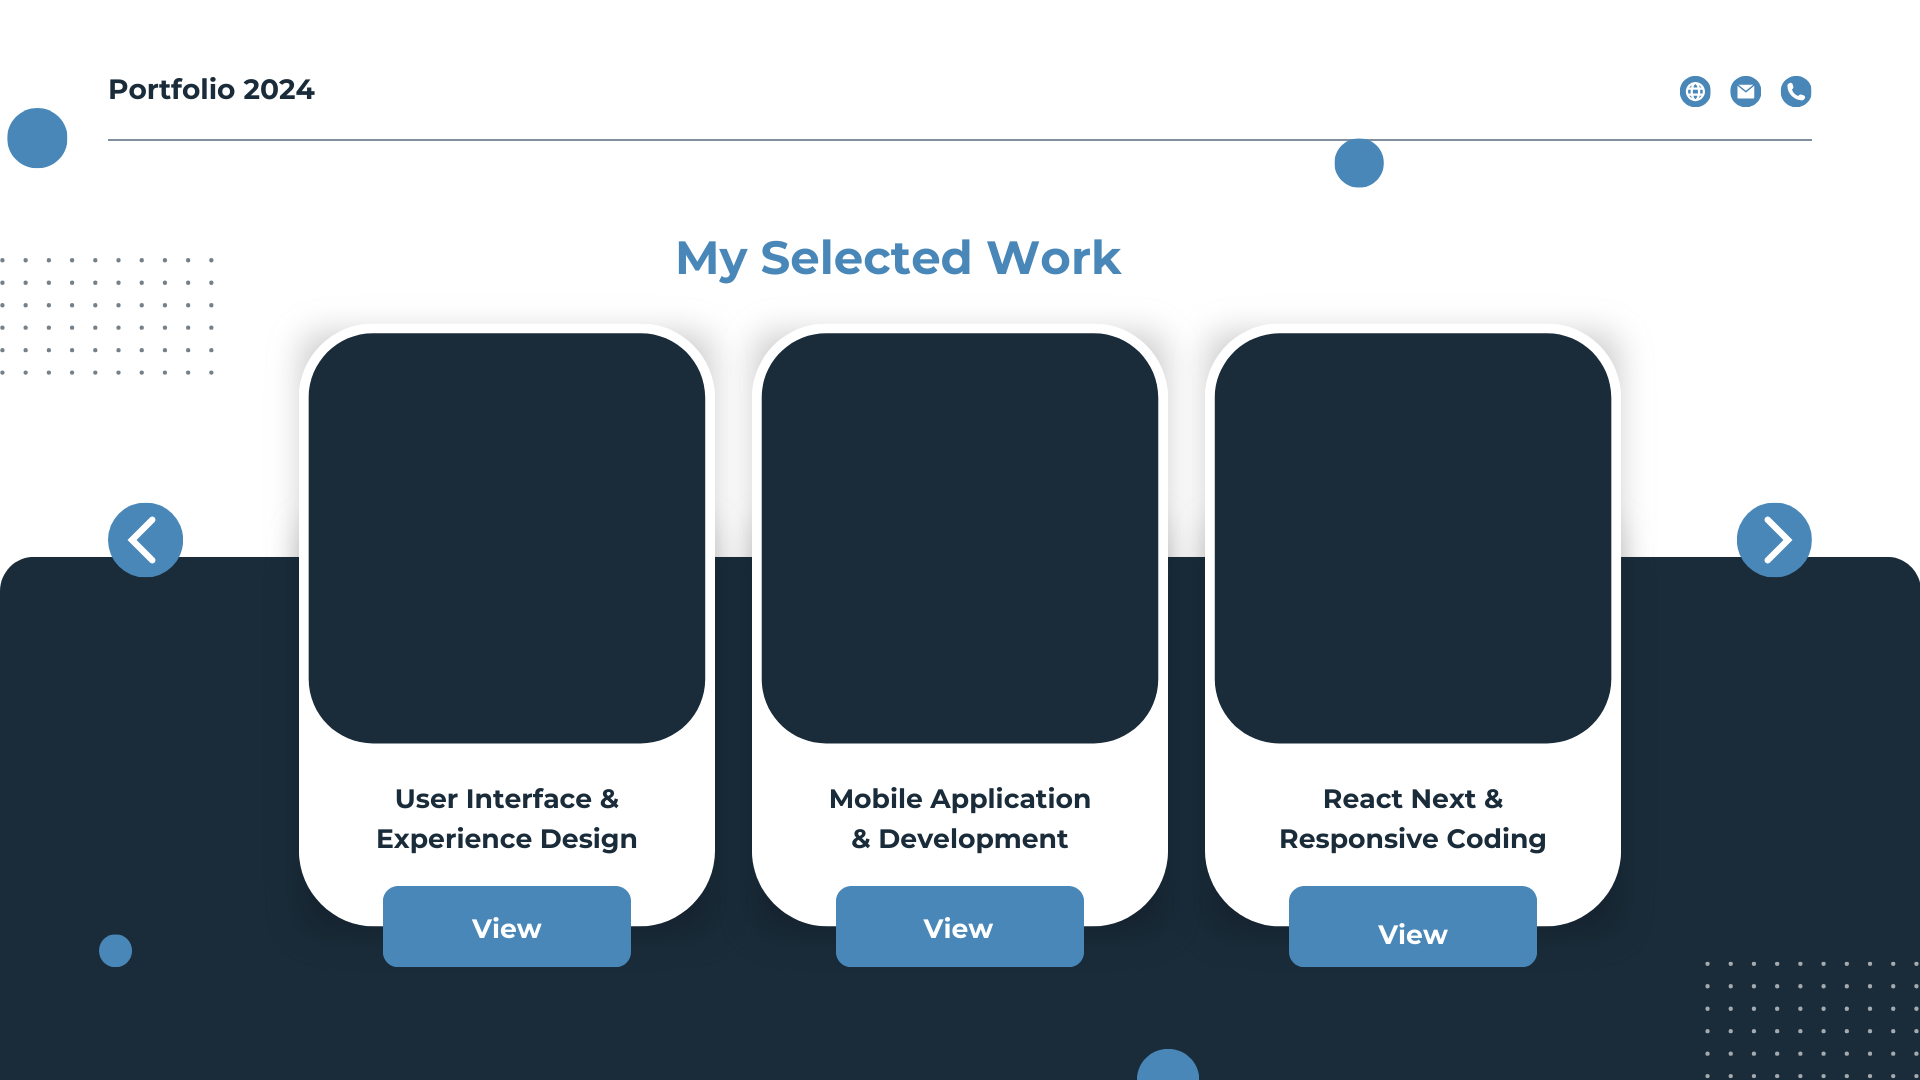 Portfolio 2024
My Selected Work
User Interface &
Experience Design
View
Mobile Application
& Development
View
React Next &
Responsive Coding
View